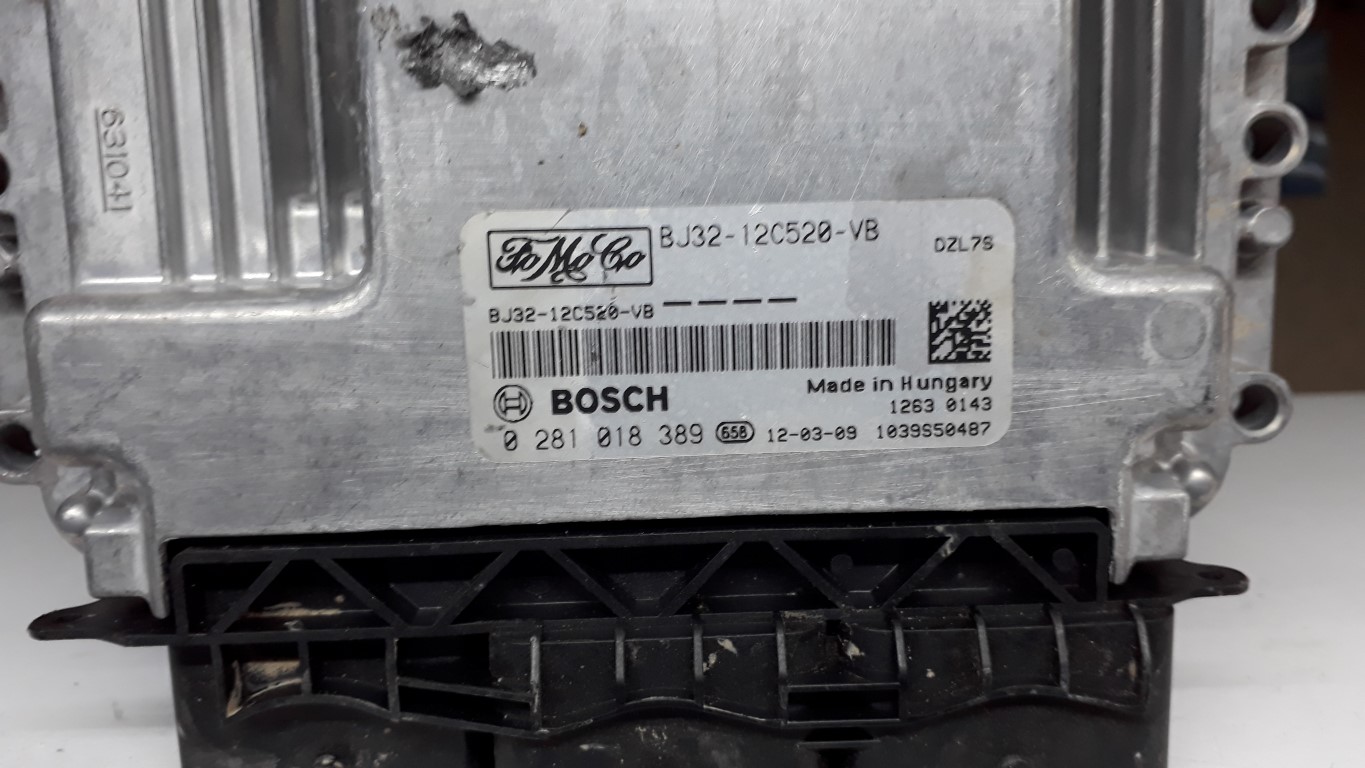 631041
FoMoCo BJ32-12C520-VB DZL7S
BJ32-12C520-VB ————
BOSCH Made in Hungary
1263 0143
0 281 018 389 65B 12-03-09 1039S50487